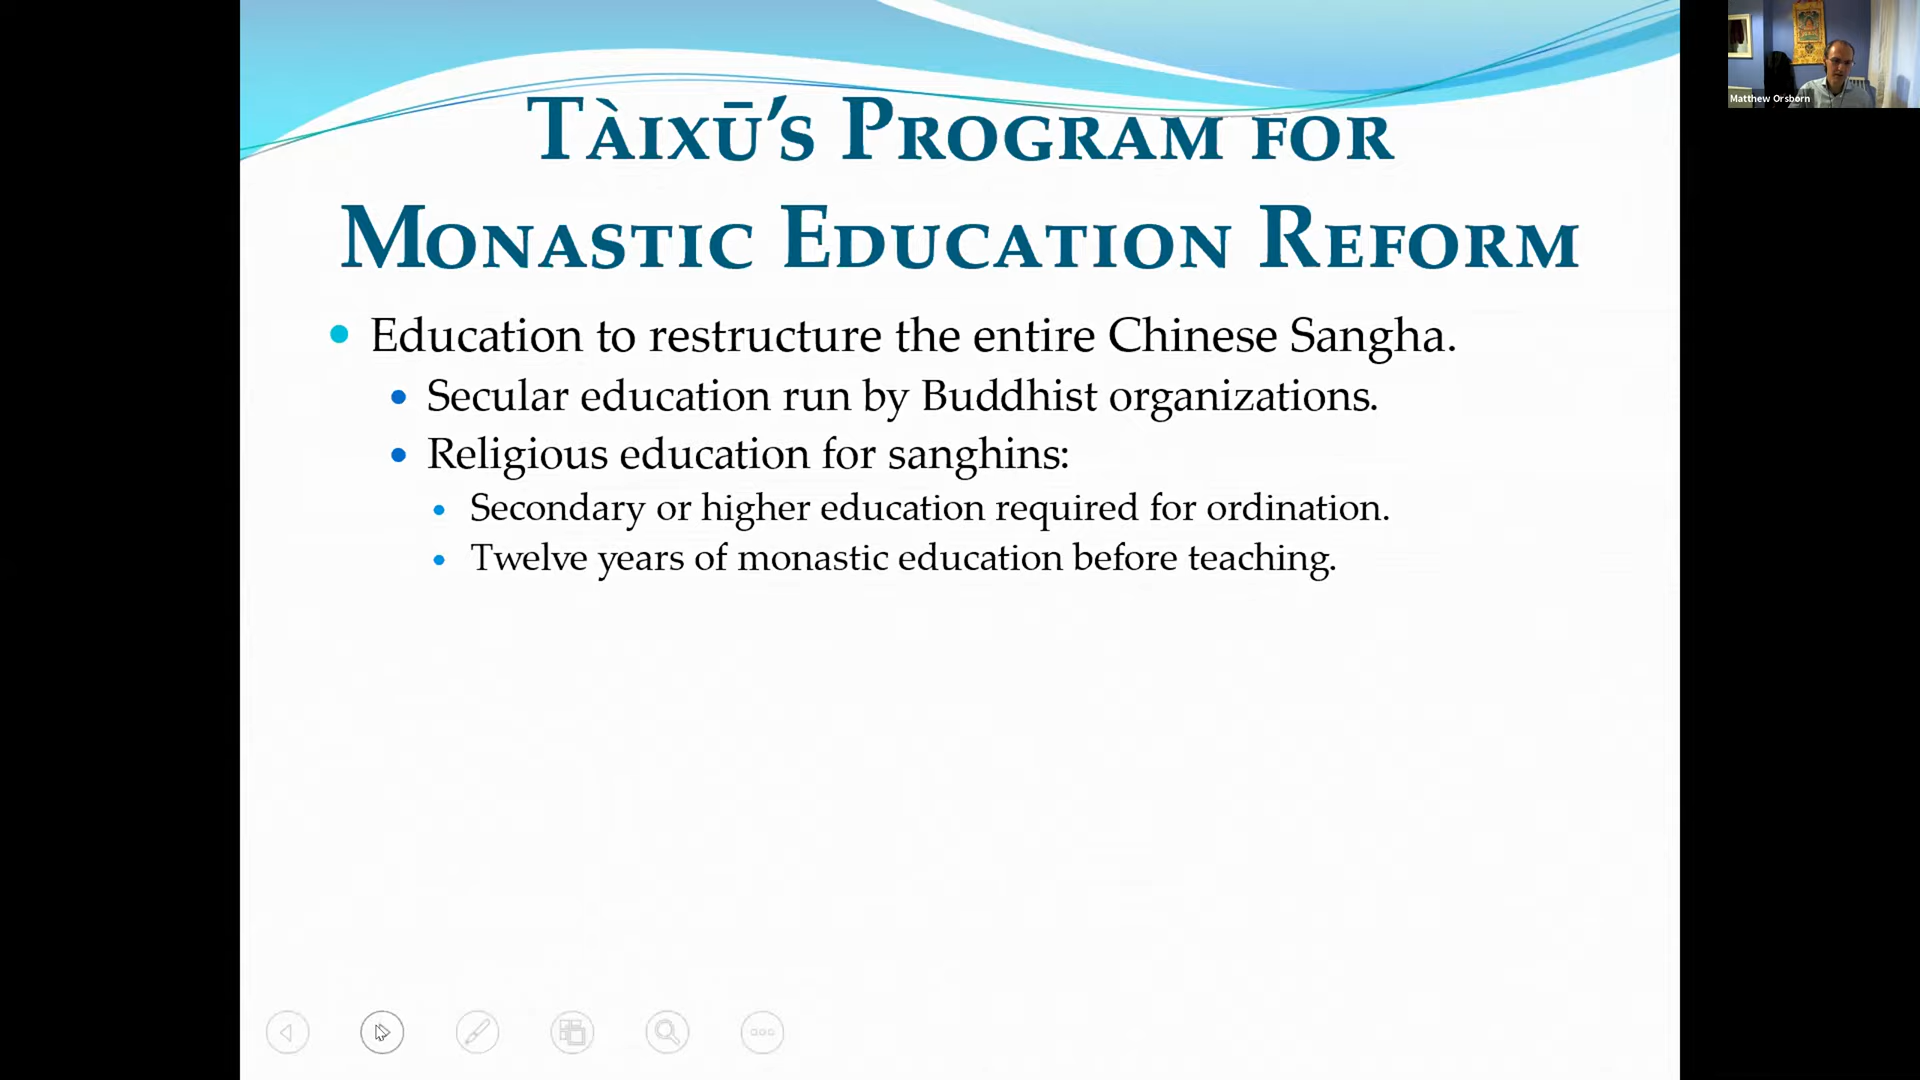 Tàixū’s Program for
Monastic Education Reform
Education to restructure the entire Chinese Sangha.
Secular education run by Buddhist organizations.
Religious education for sanghins:
Secondary or higher education required for ordination.
Twelve years of monastic education before teaching.
Matthew Orsborn